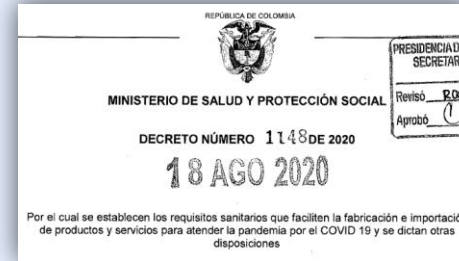 REPÚBLICA DE COLOMBIA
PRESIDENCIA D
SECRETAR
MINISTERIO DE SALUD Y PROTECCIÓN SOCIAL
Revisó
Aprobó
DECRETO NÚMERO 1148 DE 2020
18 AGO 2020
Por el cual se establecen los requisitos sanitarios que faciliten la fabricación e importació
de productos y servicios para atender la pandemia por el COVID 19 y se dictan otras
disposiciones